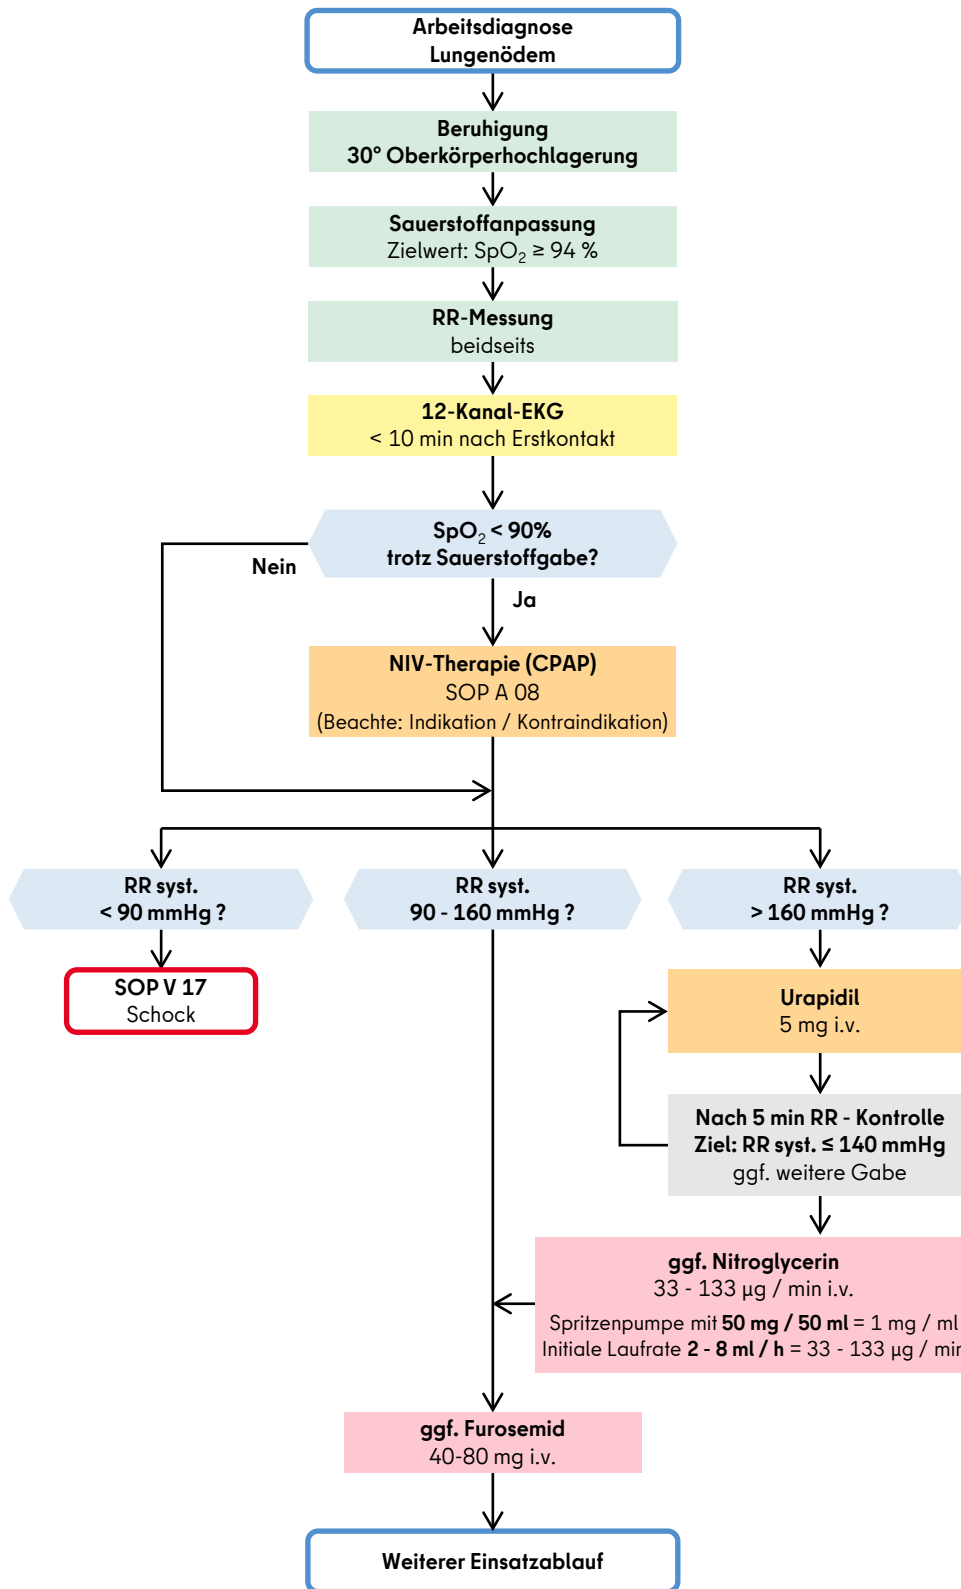 Arbeitsdiagnose
Lungenödem
Beruhigung
30° Oberkörperhochlagerung
Sauerstoffanpassung
Zielwert: SpO₂ ≥ 94 %
RR-Messung
beidseits
12-Kanal-EKG
< 10 min nach Erstkontakt
SpO₂ < 90%
trotz Sauerstoffgabe?
Nein
Ja
NIV-Therapie (CPAP)
SOP A 08
(Beachte: Indikation / Kontraindikation)
RR syst.
< 90 mmHg ?
RR syst.
90 - 160 mmHg ?
RR syst.
> 160 mmHg ?
SOP V 17
Schock
Urapidil
5 mg i.v.
Nach 5 min RR - Kontrolle
Ziel: RR syst. ≤ 140 mmHg
ggf. weitere Gabe
ggf. Nitroglycerin
33 - 133 µg / min i.v.
Spritzenpumpe mit 50 mg / 50 ml = 1 mg / ml
Initiale Laufrate 2 - 8 ml / h = 33 - 133 µg / min
ggf. Furosemid
40-80 mg i.v.
Weiterer Einsatzablauf